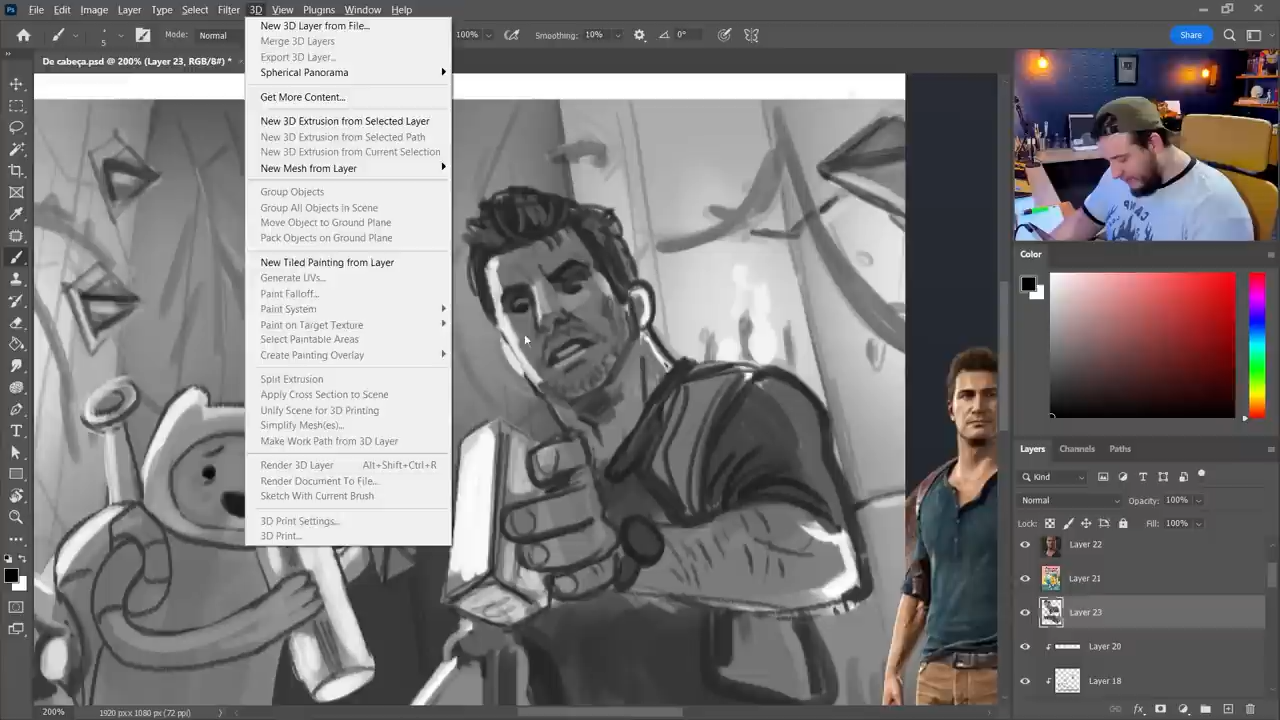 File Edit Image Layer Type Select Filter 3D View Plugins Window Help
5 Mode: Normal 100% Smoothing: 10% 0° Share
De cabeça.psd @ 200% (Layer 23, RGB/8#) *
New 3D Layer from File...
Merge 3D Layers
Export 3D Layer...
Spherical Panorama
Get More Content...
New 3D Extrusion from Selected Layer
New 3D Extrusion from Selected Path
New 3D Extrusion from Current Selection
New Mesh from Layer
Group Objects
Group All Objects in Scene
Move Object to Ground Plane
Pack Objects on Ground Plane
New Tiled Painting from Layer
Generate UVs...
Paint Falloff...
Paint System
Paint on Target Texture
Select Paintable Areas
Create Painting Overlay
Split Extrusion
Apply Cross Section to Scene
Unify Scene for 3D Printing
Simplify Mesh(es)...
Make Work Path from 3D Layer
Render 3D Layer Alt+Shift+Ctrl+R
Render Document To File...
Sketch With Current Brush
3D Print Settings...
3D Print...
Color
Layers Channels Paths
Kind
Normal Opacity: 100%
Lock: Fill: 100%
Layer 22
Layer 21
Layer 23
Layer 20
Layer 18
200% 1920 px x 1080 px (72 ppi)